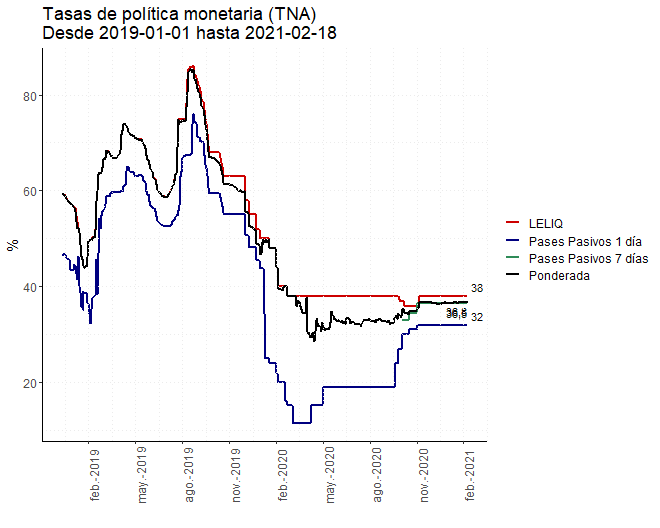 Tasas de política monetaria (TNA)
Desde 2019-01-01 hasta 2021-02-18
%
80
60
40
20
38
32
feb.-2019
may.-2019
ago.-2019
nov.-2019
feb.-2020
may.-2020
ago.-2020
nov.-2020
feb.-2021
LELIQ
Pases Pasivos 1 día
Pases Pasivos 7 días
Ponderada